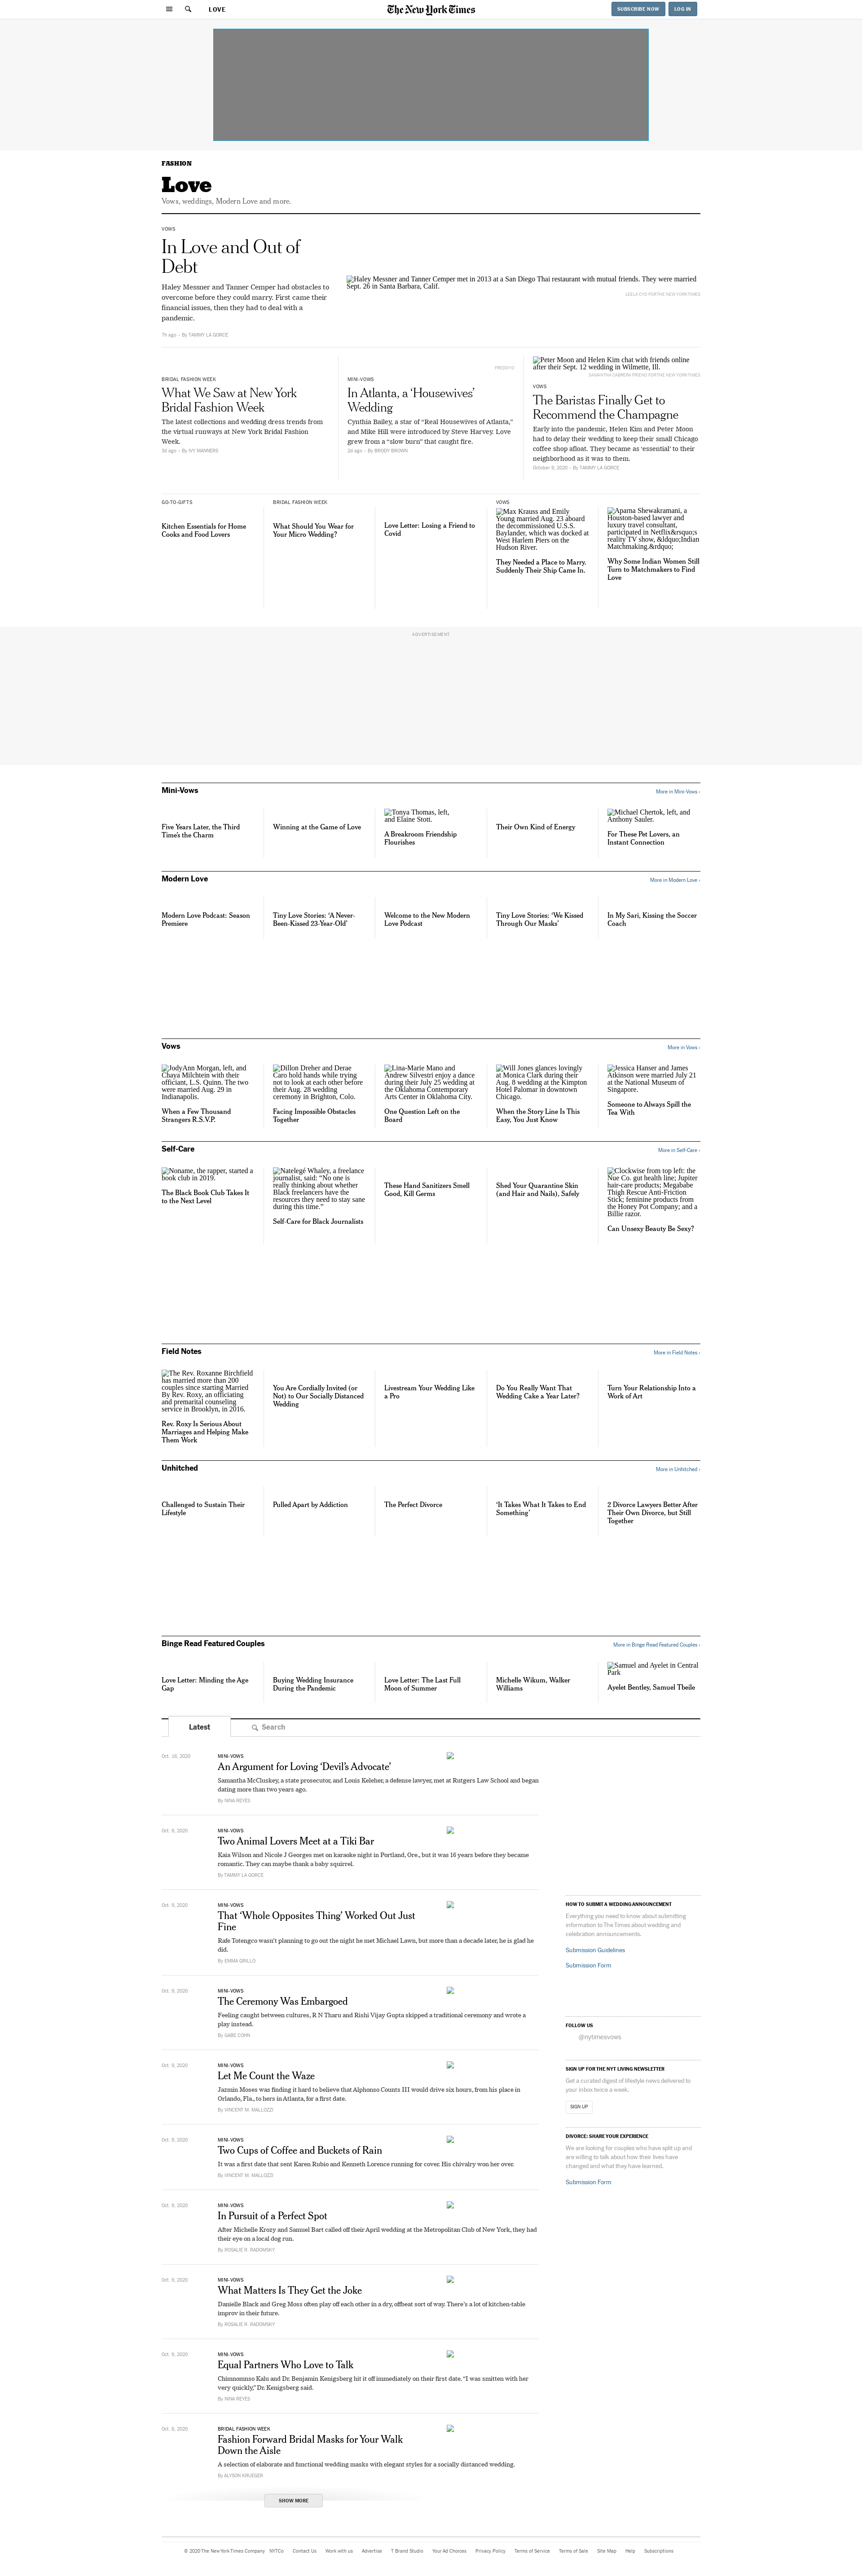 LOVE
The New York Times
SUBSCRIBE NOW
LOG IN
FASHION
Love
Vows, weddings, Modern Love and more.
VOWS
In Love and Out of
Debt
Haley Messner and Tanner Cemper had obstacles to
overcome before they could marry. First came their
financial issues, then they had to deal with a
pandemic.
7h ago – By TAMMY LA GORCE
Haley Messner and Tanner Cemper met in 2013 at a San Diego Thai restaurant with mutual friends. They were married
Sept. 26 in Santa Barbara, Calif.
BRIDAL FASHION WEEK
What We Saw at New York
Bridal Fashion Week
The latest collections and wedding dress trends from
the virtual runways at New York Bridal Fashion
Week.
3d ago – By IVY MANNERS
MINI-VOWS
In Atlanta, a ‘Housewives’
Wedding
Cynthia Bailey, a star of “Real Housewives of Atlanta,”
and Mike Hill were introduced by Steve Harvey. Love
grew from a “slow burn” that caught fire.
2d ago – By BRODY BROWN
Peter Moon and Helen Kim chat with friends online
after their Sept. 12 wedding in Wilmette, Ill.
VOWS
The Baristas Finally Get to
Recommend the Champagne
Early into the pandemic, Helen Kim and Peter Moon
had to delay their wedding to keep their small Chicago
coffee shop afloat. They became as ‘essential’ to their
neighborhood as it was to them.
October 9, 2020 – By TAMMY LA GORCE
GO-TO-GIFTS
Kitchen Essentials for Home
Cooks and Food Lovers
BRIDAL FASHION WEEK
What Should You Wear for
Your Micro Wedding?
Love Letter: Losing a Friend to
Covid
VOWS
Max Krauss and Emily
Young married Aug. 23 aboard
the decommissioned U.S.S.
Baylander, which was docked at
West Harlem Piers on the
Hudson River.
They Needed a Place to Marry.
Suddenly Their Ship Came In.
Aparna Shewakramani, a
Houston-based lawyer and
luxury travel consultant,
participated in Netflix&rsquo;s
reality TV show, &ldquo;Indian
Matchmaking.&rdquo;
Why Some Indian Women Still
Turn to Matchmakers to Find
Love
ADVERTISEMENT
Mini-Vows
More in Mini-Vows ›
Five Years Later, the Third
Time’s the Charm
Winning at the Game of Love
Tonya Thomas, left,
and Elaine Stott.
A Breakroom Friendship
Flourishes
Their Own Kind of Energy
Michael Chertok, left, and
Anthony Sauler.
For These Pet Lovers, an
Instant Connection
Modern Love
More in Modern Love ›
Modern Love Podcast: Season
Premiere
Tiny Love Stories: ‘A Never-
Been-Kissed 23-Year-Old’
Welcome to the New Modern
Love Podcast
Tiny Love Stories: ‘We Kissed
Through Our Masks’
In My Sari, Kissing the Soccer
Coach
Vows
More in Vows ›
JodyAnn Morgan, left, and
Chaya Milchtein with their
officiant, L.S. Quinn. The two
were married Aug. 29 in
Indianapolis.
When a Few Thousand
Strangers R.S.V.P.
Dillon Dreher and Derae
Caro hold hands while trying
not to look at each other before
their Aug. 28 wedding
ceremony in Brighton, Colo.
Facing Impossible Obstacles
Together
Lina-Marie Mano and
Andrew Silvestri enjoy a dance
during their July 25 wedding at
the Oklahoma Contemporary
Arts Center in Oklahoma City.
One Question Left on the
Board
Will Jones glances lovingly
at Monica Clark during their
Aug. 8 wedding at the Kimpton
Hotel Palomar in downtown
Chicago.
When the Story Line Is This
Easy, You Just Know
Jessica Hanser and James
Atkinson were married July 21
at the National Museum of
Singapore.
Someone to Always Spill the
Tea With
Self-Care
More in Self-Care ›
Noname, the rapper, started a
book club in 2019.
The Black Book Club Takes It
to the Next Level
Natelegé Whaley, a freelance
journalist, said: “No one is
really thinking about whether
Black freelancers have the
resources they need to stay sane
during this time.”
Self-Care for Black Journalists
These Hand Sanitizers Smell
Good, Kill Germs
Shed Your Quarantine Skin
(and Hair and Nails), Safely
Clockwise from top left: the
Nue Co. gut health line; Jupiter
hair-care products; Megababe
Thigh Rescue Anti-Friction
Stick; feminine products from
the Honey Pot Company; and a
Billie razor.
Can Unsexy Beauty Be Sexy?
Field Notes
More in Field Notes ›
The Rev. Roxanne Birchfield
has married more than 200
couples since starting Married
By Rev. Roxy, an officiating
and premarital counseling
service in Brooklyn, in 2016.
Rev. Roxy Is Serious About
Marriages and Helping Make
Them Work
You Are Cordially Invited (or
Not) to Our Socially Distanced
Wedding
Livestream Your Wedding Like
a Pro
Do You Really Want That
Wedding Cake a Year Later?
Turn Your Relationship Into a
Work of Art
Unhitched
More in Unhitched ›
Challenged to Sustain Their
Lifestyle
Pulled Apart by Addiction
The Perfect Divorce
‘It Takes What It Takes to End
Something’
2 Divorce Lawyers Better After
Their Own Divorce, but Still
Together
Binge Read Featured Couples
More in Binge Read Featured Couples ›
Love Letter: Minding the Age
Gap
Buying Wedding Insurance
During the Pandemic
Love Letter: The Last Full
Moon of Summer
Michelle Wikum, Walker
Williams
Samuel and Ayelet in Central
Park
Ayelet Bentley, Samuel Tbeile
Latest
Search
Oct. 16, 2020
MINI-VOWS
An Argument for Loving ‘Devil’s Advocate’
Samantha McCluskey, a state prosecutor, and Louis Keleher, a defense lawyer, met at Rutgers Law School and began
dating more than two years ago.
By NINA REYES
Oct. 9, 2020
MINI-VOWS
Two Animal Lovers Meet at a Tiki Bar
Kaia Wilson and Nicole J Georges met on karaoke night in Portland, Ore., but it was 16 years before they became
romantic. They can maybe thank a baby squirrel.
By TAMMY LA GORCE
Oct. 9, 2020
MINI-VOWS
That ‘Whole Opposites Thing’ Worked Out Just
Fine
Rafe Totengco wasn’t planning to go out the night he met Michael Lawn, but more than a decade later, he is glad he
did.
By EMMA GRILLO
Oct. 9, 2020
MINI-VOWS
The Ceremony Was Embargoed
Feeling caught between cultures, R N Tharu and Rishi Vijay Gupta skipped a traditional ceremony and wrote a
play instead.
By GABE COHN
Oct. 9, 2020
MINI-VOWS
Let Me Count the Waze
Jazmin Moses was finding it hard to believe that Alphonso Counts III would drive six hours, from his place in
Orlando, Fla., to hers in Atlanta, for a first date.
By VINCENT M. MALLOZZI
Oct. 9, 2020
MINI-VOWS
Two Cups of Coffee and Buckets of Rain
It was a first date that sent Karen Rubio and Kenneth Lorence running for cover. His chivalry won her over.
By VINCENT M. MALLOZZI
Oct. 9, 2020
MINI-VOWS
In Pursuit of a Perfect Spot
After Michelle Krozy and Samuel Bart called off their April wedding at the Metropolitan Club of New York, they had
their eye on a local dog run.
By ROSALIE R. RADOMSKY
Oct. 9, 2020
MINI-VOWS
What Matters Is They Get the Joke
Danielle Black and Greg Moss often play off each other in a dry, offbeat sort of way. There’s a lot of kitchen-table
improv in their future.
By ROSALIE R. RADOMSKY
Oct. 9, 2020
MINI-VOWS
Equal Partners Who Love to Talk
Chimnomnso Kalu and Dr. Benjamin Kenigsberg hit it off immediately on their first date. “I was smitten with her
very quickly,” Dr. Kenigsberg said.
By NINA REYES
Oct. 8, 2020
BRIDAL FASHION WEEK
Fashion Forward Bridal Masks for Your Walk
Down the Aisle
A selection of elaborate and functional wedding masks with elegant styles for a socially distanced wedding.
By ALYSON KRUEGER
SHOW MORE
HOW TO SUBMIT A WEDDING ANNOUNCEMENT
Everything you need to know about submitting
information to The Times about wedding and
celebration announcements.
Submission Guidelines
Submission Form
FOLLOW US
@nytimesvows
SIGN UP FOR THE NYT LIVING NEWSLETTER
Get a curated digest of lifestyle news delivered to
your inbox twice a week.
SIGN UP
DIVORCE: SHARE YOUR EXPERIENCE
We are looking for couples who have split up and
are willing to talk about how their lives have
changed and what they have learned.
Submission Form
© 2020 The New York Times Company
NYTCo
Contact Us
Work with us
Advertise
T Brand Studio
Your Ad Choices
Privacy Policy
Terms of Service
Terms of Sale
Site Map
Help
Subscriptions